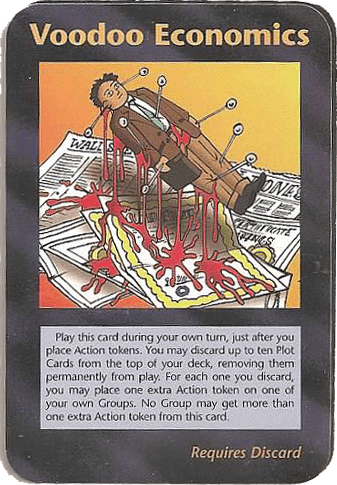 Voodoo Economics
WALL S
Play this card during your own turn, just after you
place Action tokens. You may discard up to ten Plot
Cards from the top of your deck, removing them
permanently from play. For each one you discard,
you may place one extra Action token on one of
your own Groups. No Group may get more than
one extra Action token from this card.
Requires Discard